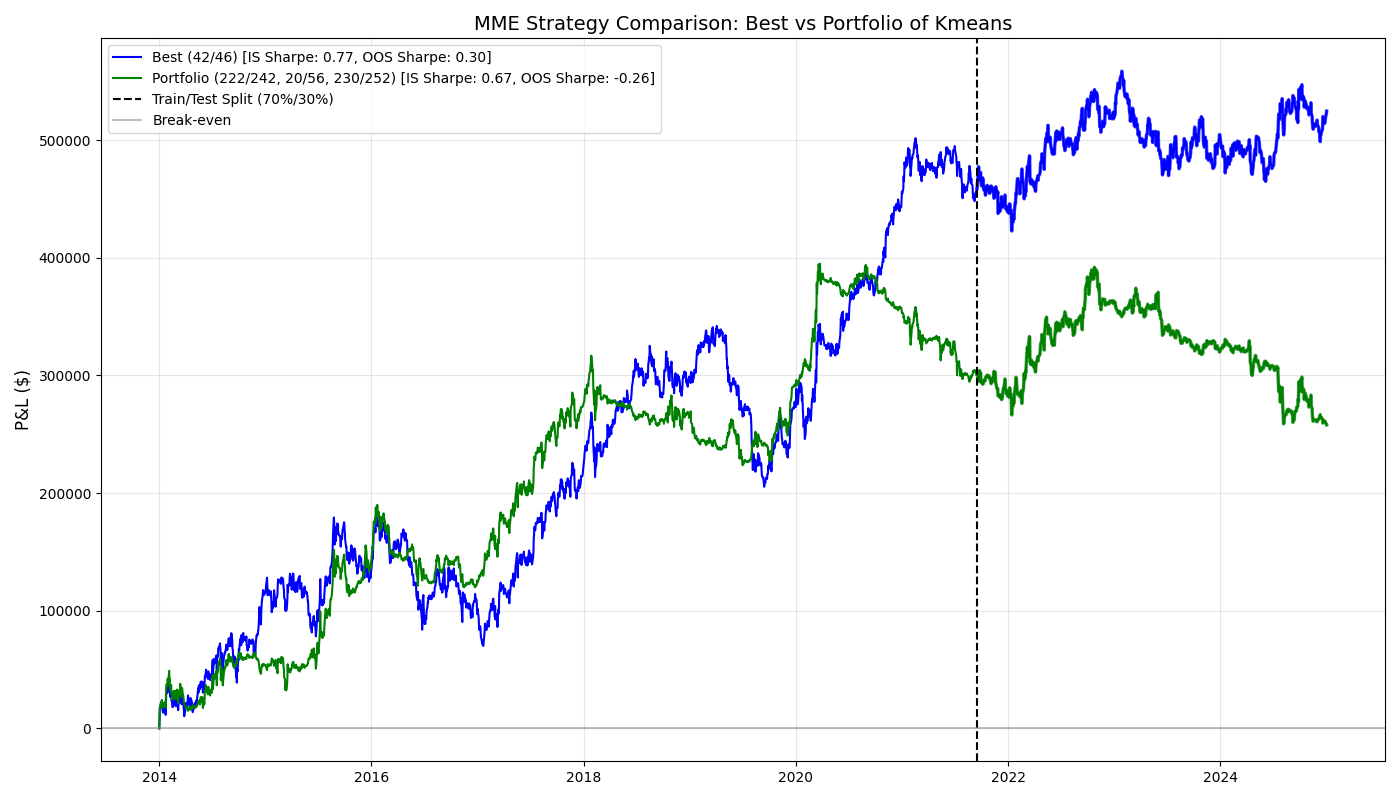 MME Strategy Comparison: Best vs Portfolio of Kmeans
Best (42/46) [IS Sharpe: 0.77, OOS Sharpe: 0.30]
Portfolio (222/242, 20/56, 230/252) [IS Sharpe: 0.67, OOS Sharpe: -0.26]
Train/Test Split (70%/30%)
Break-even
P&L ($)
500000
400000
300000
200000
100000
0
2014
2016
2018
2020
2022
2024